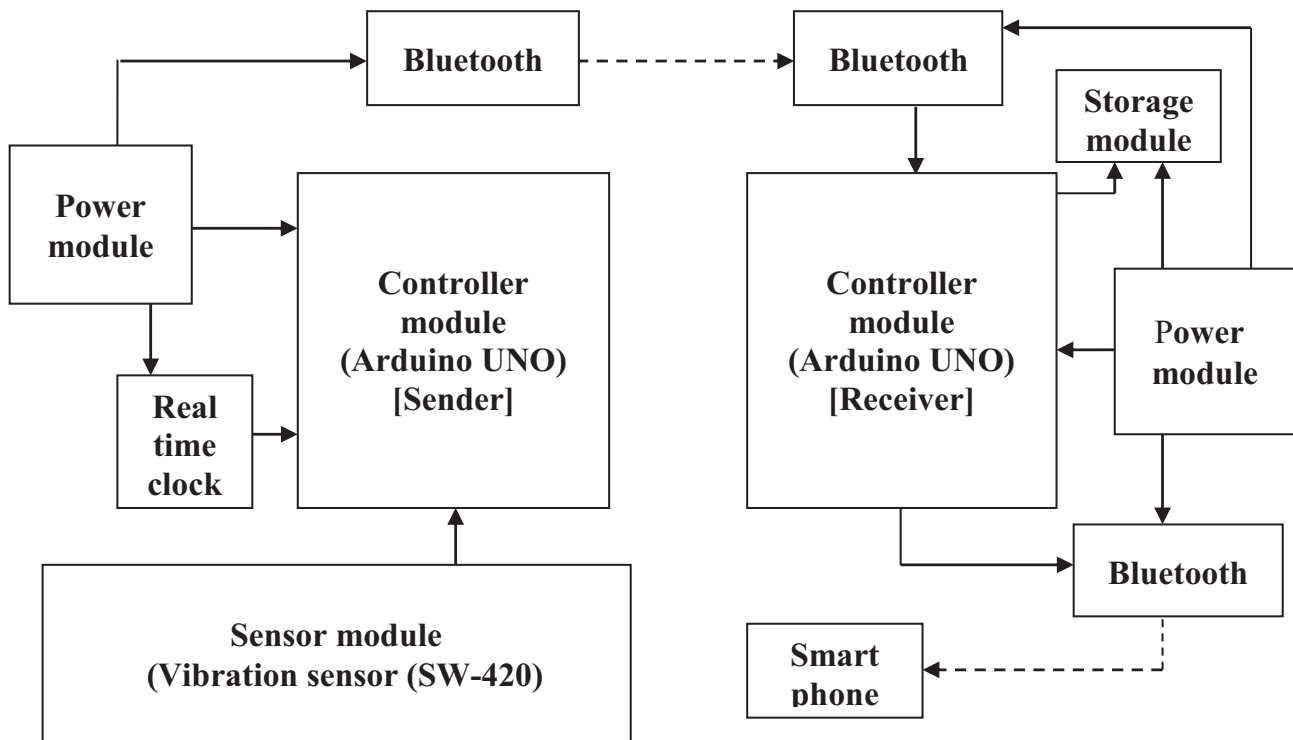 Bluetooth
Bluetooth
Storage
module
Power
module
Controller
module
(Arduino UNO)
[Sender]
Controller
module
(Arduino UNO)
[Receiver]
Power
module
Real
time
clock
Bluetooth
Sensor module
(Vibration sensor (SW-420)
Smart
phone